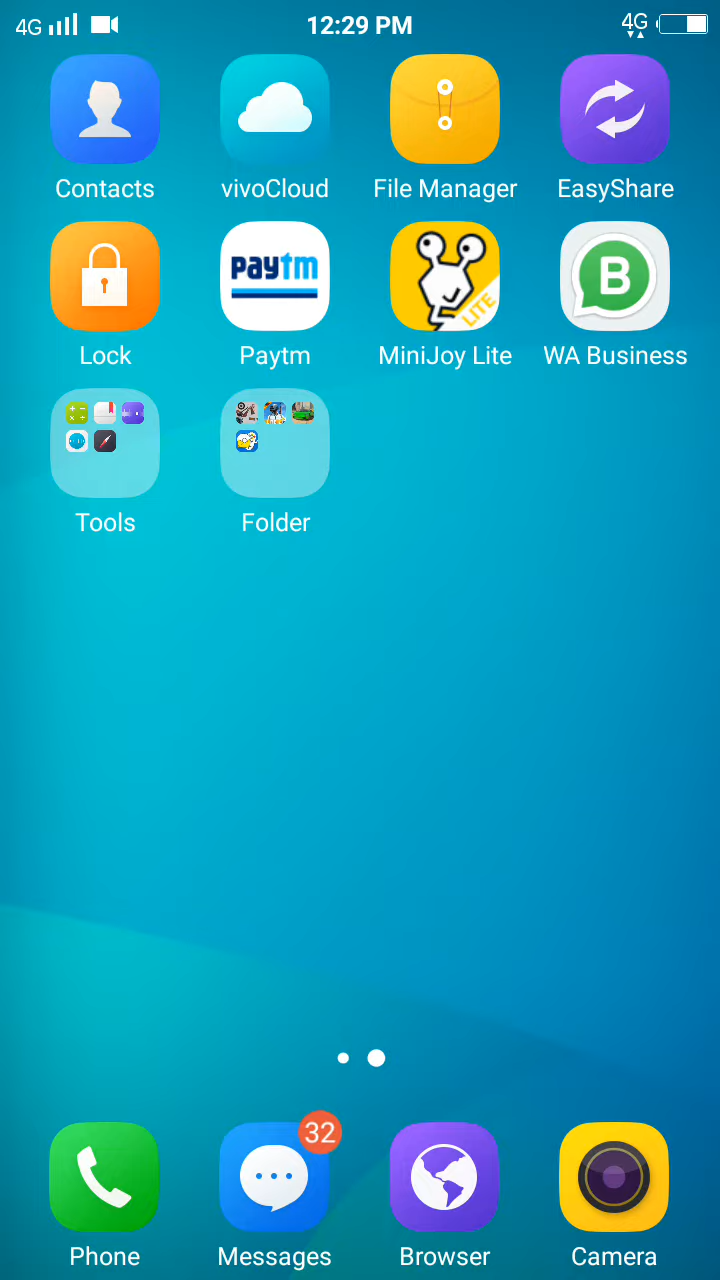 4G 12:29 PM 4G
Contacts vivoCloud File Manager EasyShare
paytm LITE B
Lock Paytm MiniJoy Lite WA Business
Tools Folder
32
Phone Messages Browser Camera